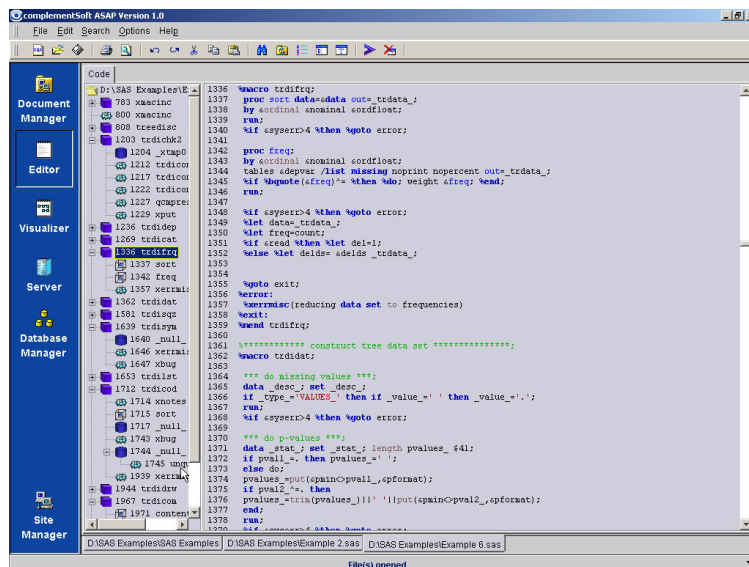 complementSoft ASAP Version 1.0
File Edit Search Options Help
Document Manager
Editor
Visualizer
Server
Database Manager
Site Manager
Code
D:\SAS Examples\E
783 xmacinc
800 xmacinc
808 treedisc
1203 trdichk2
1204 _xtmp0
1212 trdicor
1217 trdicor
1222 trdicor
1227 qcmpres
1229 xput
1236 trdidep
1269 trdicat
1336 trdifrq
1337 sort
1342 freq
1357 xerrmis
1362 trdidat
1581 trdisqz
1639 trdisym
1640 _null_
1646 xerrmis
1647 xbug
1653 trdilst
1712 trdicod
1714 xnotes
1715 sort
1717 _null_
1743 xbug
1744 _null_
1745 unqu
1939 xerrm
1944 trdidrw
1967 trdicom
1971 content
1336 %macro trdifrq;
1337 proc sort data=&data out=_trdata_;
1338 by &ordinal &nominal &ordfloat;
1339 run;
1340 %if &syserr>4 %then %goto error;
1341
1342 proc freq;
1343 by &ordinal &nominal &ordfloat;
1344 tables &depvar /list missing noprint nopercent out=_trdata_;
1345 %if %bquote(&freq)^= %then %do; weight &freq; %end;
1346 run;
1347
1348 %if &syserr>4 %then %goto error;
1349 %let data=_trdata_;
1350 %let freq=count;
1351 %if &read %then %let del=1;
1352 %else %let delds= &delds _trdata_;
1353
1354
1355 %goto exit;
1356 %error:
1357 %xerrmisc(reducing data set to frequencies)
1358 %exit:
1359 %mend trdifrq;
1360
1361 %************ construct tree data set ***************;
1362 %macro trdidat;
1363
1364 *** do missing values ***;
1365 data _desc_; set _desc_;
1366 if _type_='VALUES_' then if _value_=' ' then _value_='.';
1367 run;
1368 %if &syserr>4 %then %goto error;
1369
1370 *** do p-values ***;
1371 data _stat_; set _stat_; length pvalues_ $41;
1372 if pval1_=. then pvalues_=' ';
1373 else do;
1374 pvalues_=put(&pmin<>pval1_,&pformat);
1375 if pval2_^=. then
1376 pvalues_=trim(pvalues_)||' '||put(&pmin<>pval2_,&pformat);
1377 end;
1378 run;
1379 %if &syserr>4 %then %goto error;
D:\SAS Examples\SAS Examples D:\SAS Examples\Example 2.sas D:\SAS Examples\Example 6.sas
File(s) opened